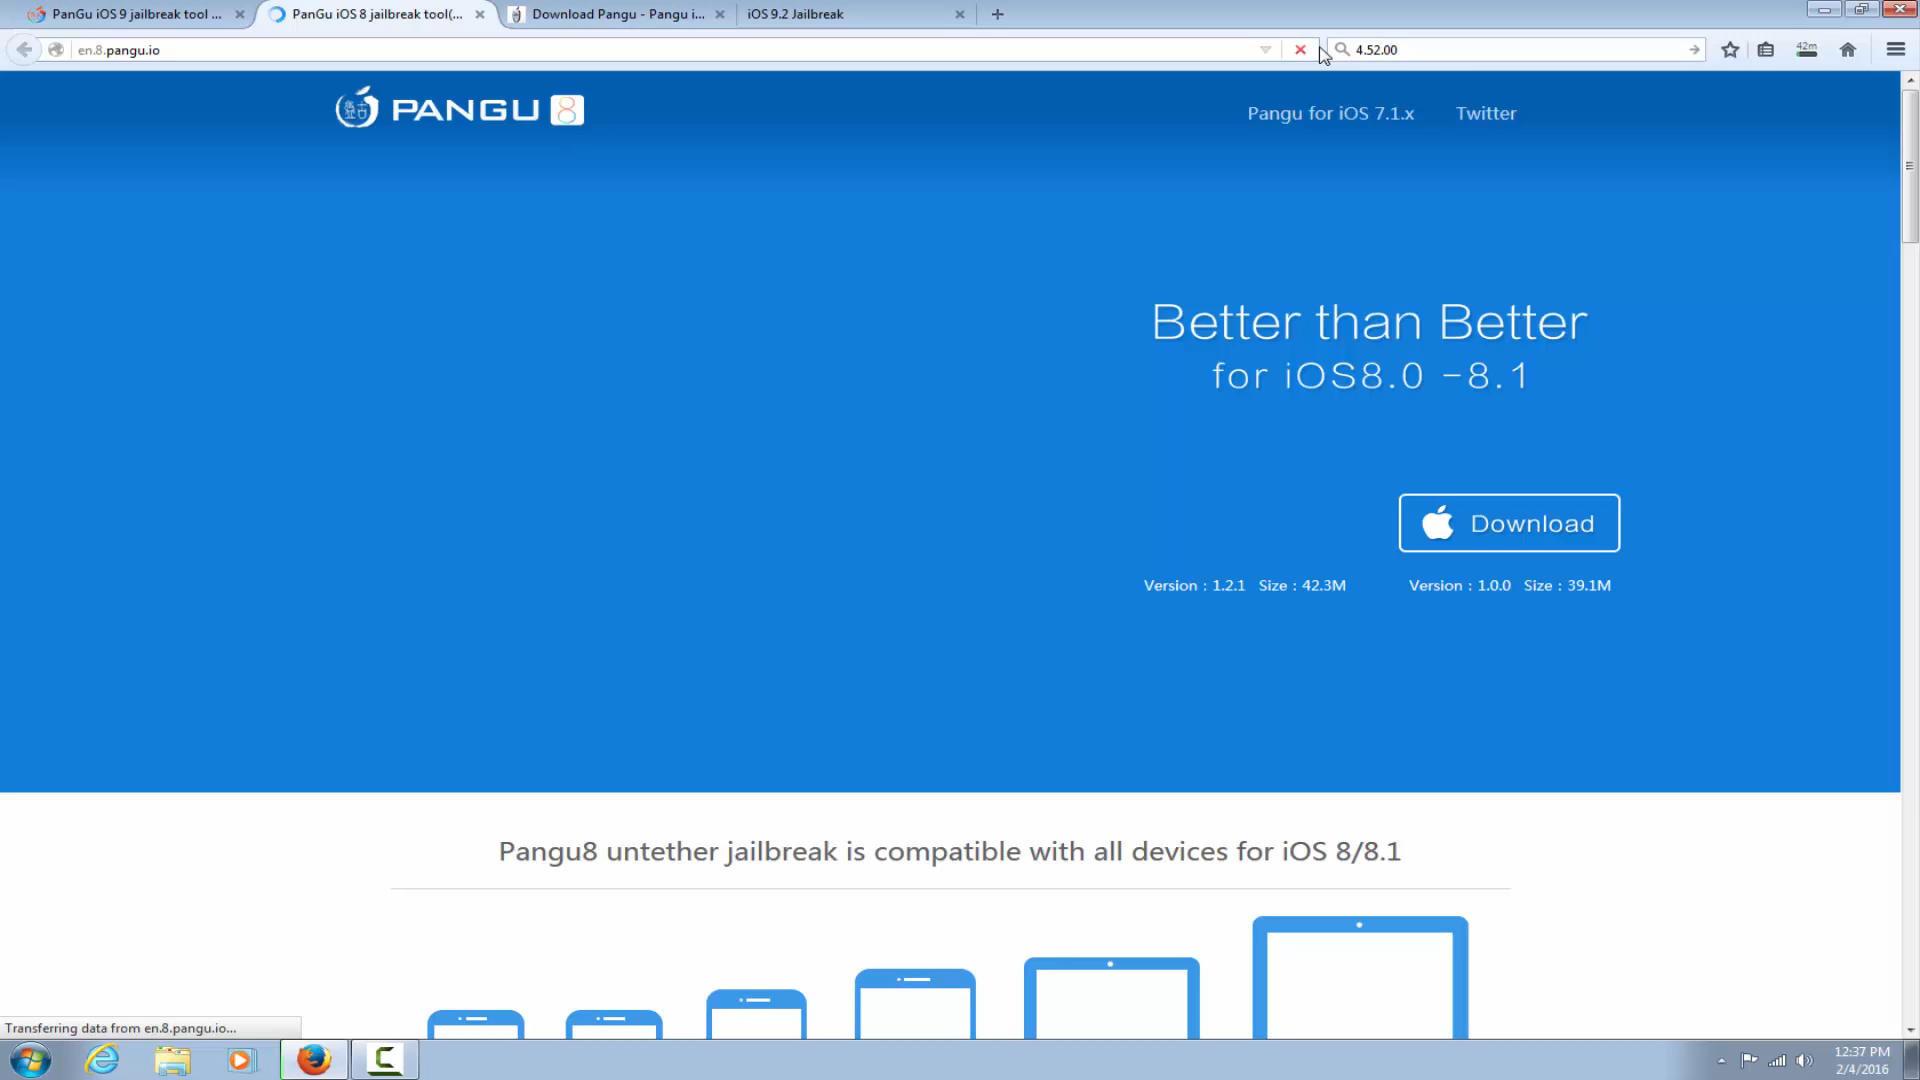 PanGu iOS 9 jailbreak tool ...
PanGu iOS 8 jailbreak tool(...
Download Pangu - Pangu i...
iOS 9.2 Jailbreak
en.8.pangu.io
4.52.00
42m
PANGU 8
Pangu for iOS 7.1.x
Twitter
Better than Better
for iOS8.0 -8.1
Download
Version : 1.2.1 Size : 42.3M
Version : 1.0.0 Size : 39.1M
Pangu8 untether jailbreak is compatible with all devices for iOS 8/8.1
Transferring data from en.8.pangu.io...
12:37 PM
2/4/2016